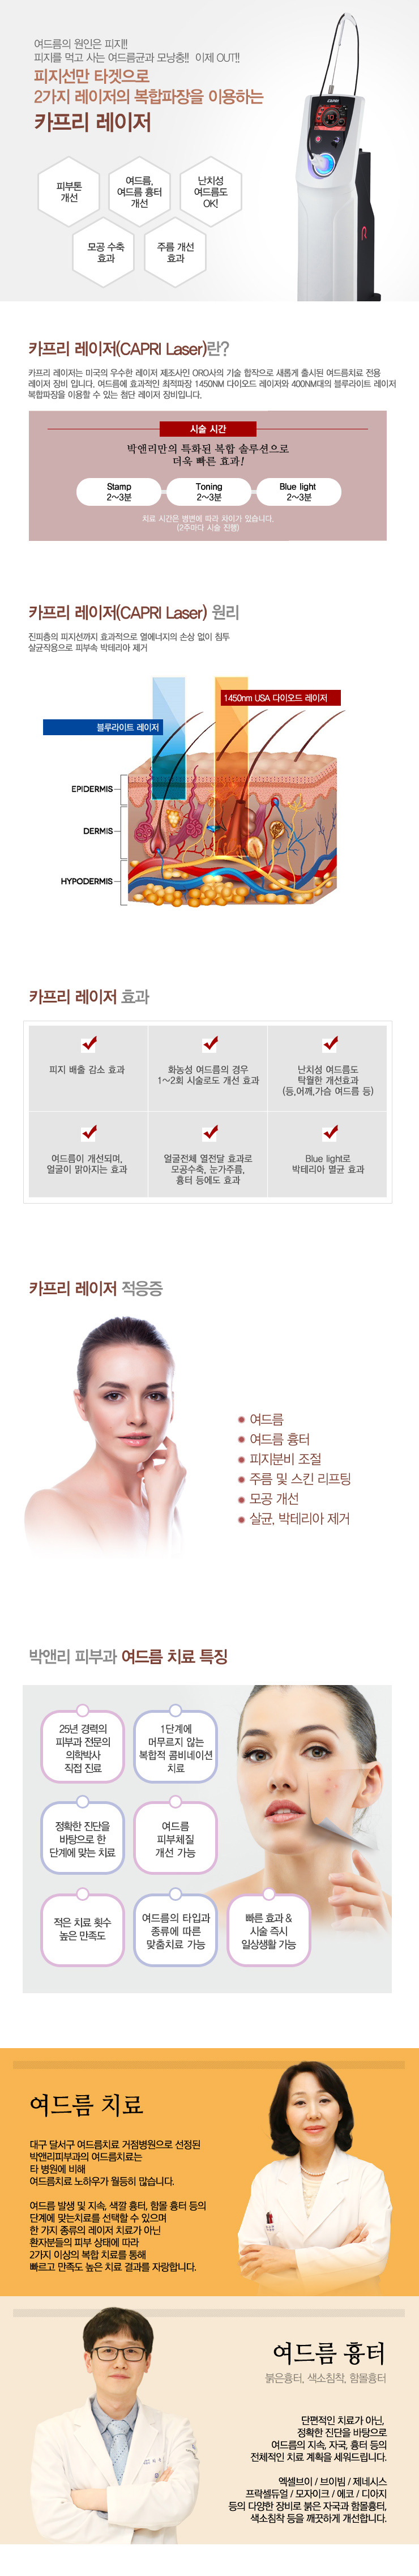 여드름의 원인은 피지!!
피지를 먹고 사는 여드름균과 모낭충!! 이제 OUT!!
피지선만 타겟으로
2가지 레이저의 복합파장을 이용하는
카프리 레이저
피부톤
개선
여드름,
여드름 흉터
개선
난치성
여드름도
OK!
모공 수축
효과
주름 개선
효과
CAPRI
카프리 레이저(CAPRI Laser)란?
카프리 레이저는 미국의 우수한 레이저 제조사인 OROA사의 기술 합작으로 새롭게 출시된 여드름치료 전용
레이저 장비 입니다. 여드름에 효과적인 최적파장 1450NM 다이오드 레이저와 400NM대의 블루라이트 레이저
복합파장을 이용할 수 있는 첨단 레이저 장비입니다.
시술 시간
박앤리만의 특화된 복합 솔루션으로
더욱 빠른 효과!
Stamp
2~3분
Toning
2~3분
Blue light
2~3분
치료 시간은 병변에 따라 차이가 있습니다.
(2주마다 시술 진행)
카프리 레이저(CAPRI Laser) 원리
진피층의 피지선까지 효과적으로 열에너지의 손상 없이 침투
살균작용으로 피부속 박테리아 제거
1450nm USA 다이오드 레이저
블루라이트 레이저
EPIDERMIS
DERMIS
HYPODERMIS
카프리 레이저 효과
피지 배출 감소 효과
화농성 여드름의 경우
1~2회 시술로도 개선 효과
난치성 여드름도
탁월한 개선효과
(등,어깨,가슴 여드름 등)
여드름이 개선되며,
얼굴이 맑아지는 효과
얼굴전체 열전달 효과로
모공수축, 눈가주름,
흉터 등에도 효과
Blue light로
박테리아 멸균 효과
카프리 레이저 적응증
여드름
여드름 흉터
피지분비 조절
주름 및 스킨 리프팅
모공 개선
살균, 박테리아 제거
박앤리 피부과 여드름 치료 특징
25년 경력의
피부과 전문의
의학박사
직접 진료
1단계에
머무르지 않는
복합적 콤비네이션
치료
정확한 진단을
바탕으로 한
단계에 맞는 치료
여드름
피부체질
개선 가능
적은 치료 횟수
높은 만족도
여드름의 타입과
종류에 따른
맞춤치료 가능
빠른 효과 &
시술 즉시
일상생활 가능
여드름 치료
대구 달서구 여드름치료 거점병원으로 선정된
박앤리피부과의 여드름치료는
타 병원에 비해
여드름치료 노하우가 월등히 많습니다.
여드름 발생 및 지속, 색깔 흉터, 함몰 흉터 등의
단계에 맞는치료를 선택할 수 있으며
한 가지 종류의 레이저 치료가 아닌
환자분들의 피부 상태에 따라
2가지 이상의 복합 치료를 통해
빠르고 만족도 높은 치료 결과를 자랑합니다.
여드름 흉터
붉은흉터, 색소침착, 함몰흉터
단편적인 치료가 아닌,
정확한 진단을 바탕으로
여드름의 지속, 자국, 흉터 등의
전체적인 치료 계획을 세워드립니다.
엑셀브이 / 브이빔 / 제네시스
프락셀듀얼 / 모자이크 / 에코 / 디아지
등의 다양한 장비로 붉은 자국과 함몰흉터,
색소침착 등을 깨끗하게 개선합니다.